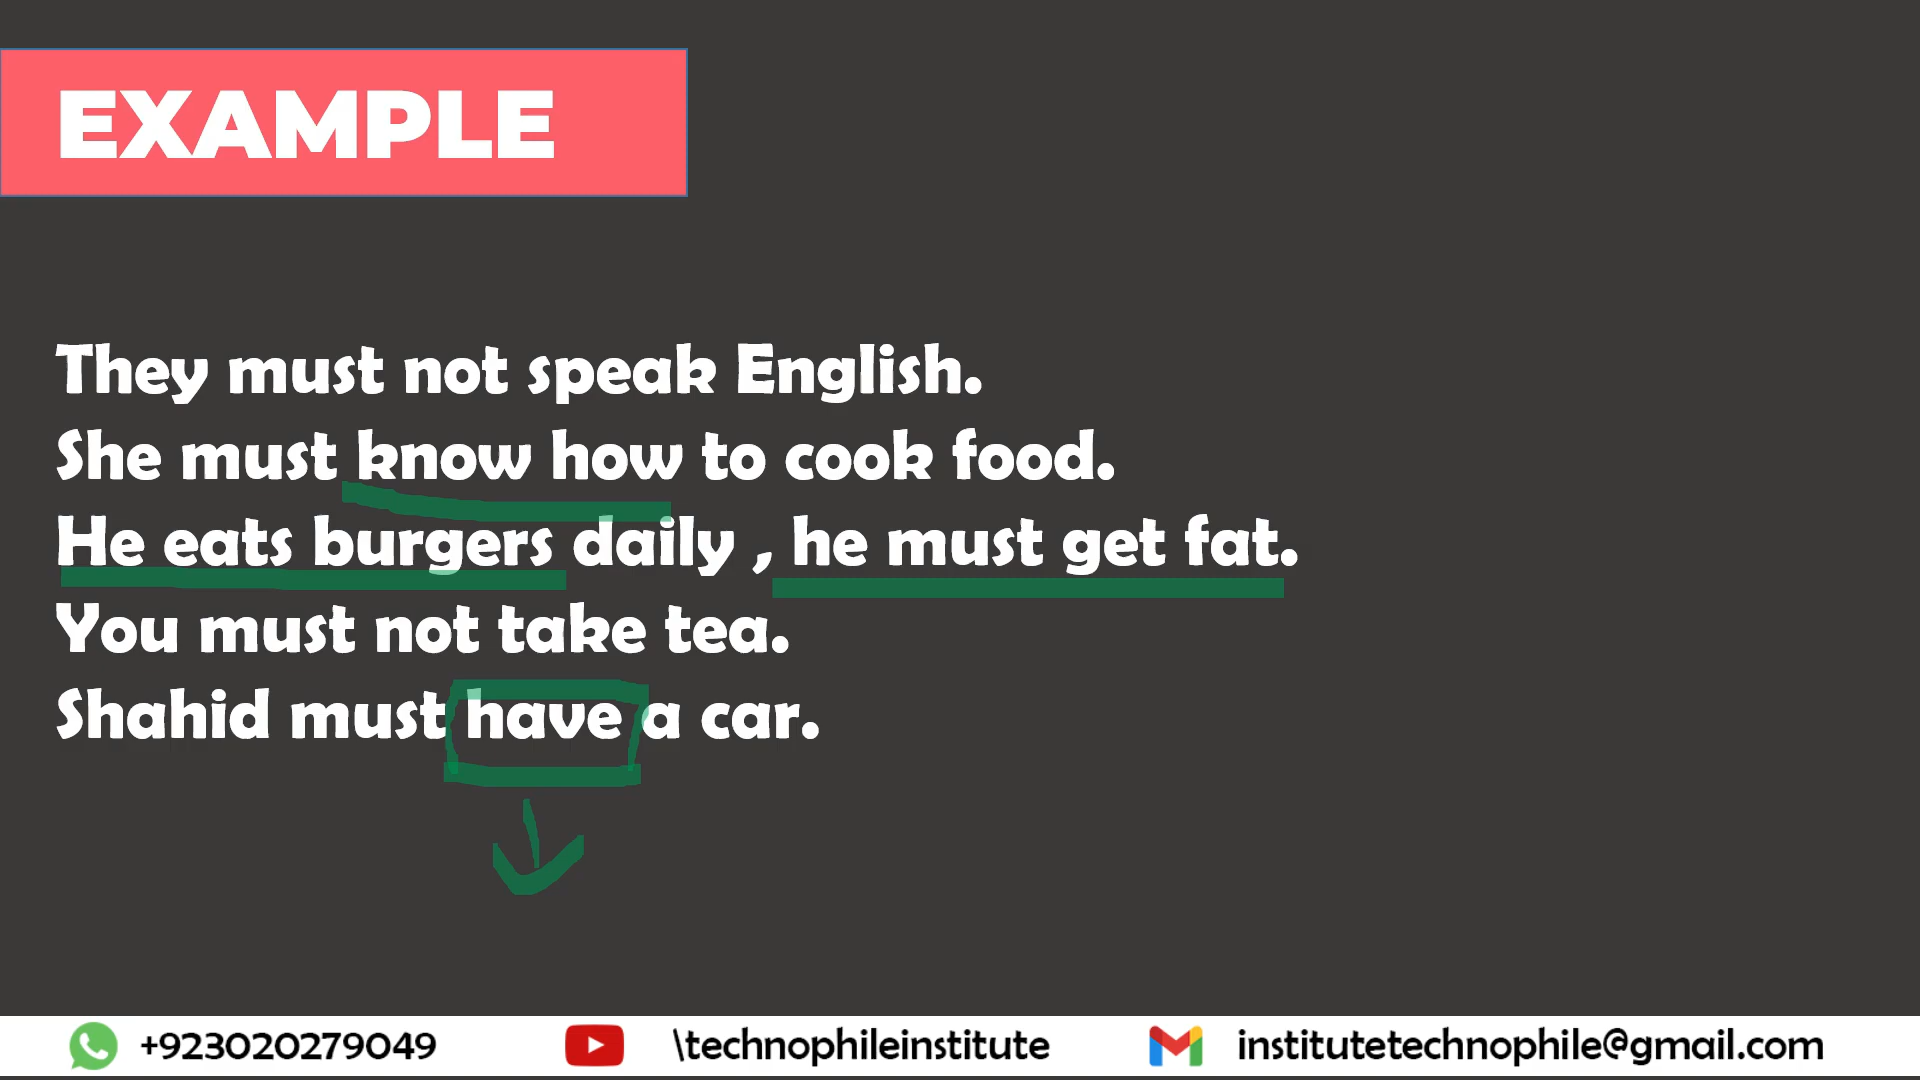 EXAMPLE
They must not speak English.
She must know how to cook food.
He eats burgers daily , he must get fat.
You must not take tea.
Shahid must have a car.
+923020279049 \technophileinstitute institutetechnophile@gmail.com